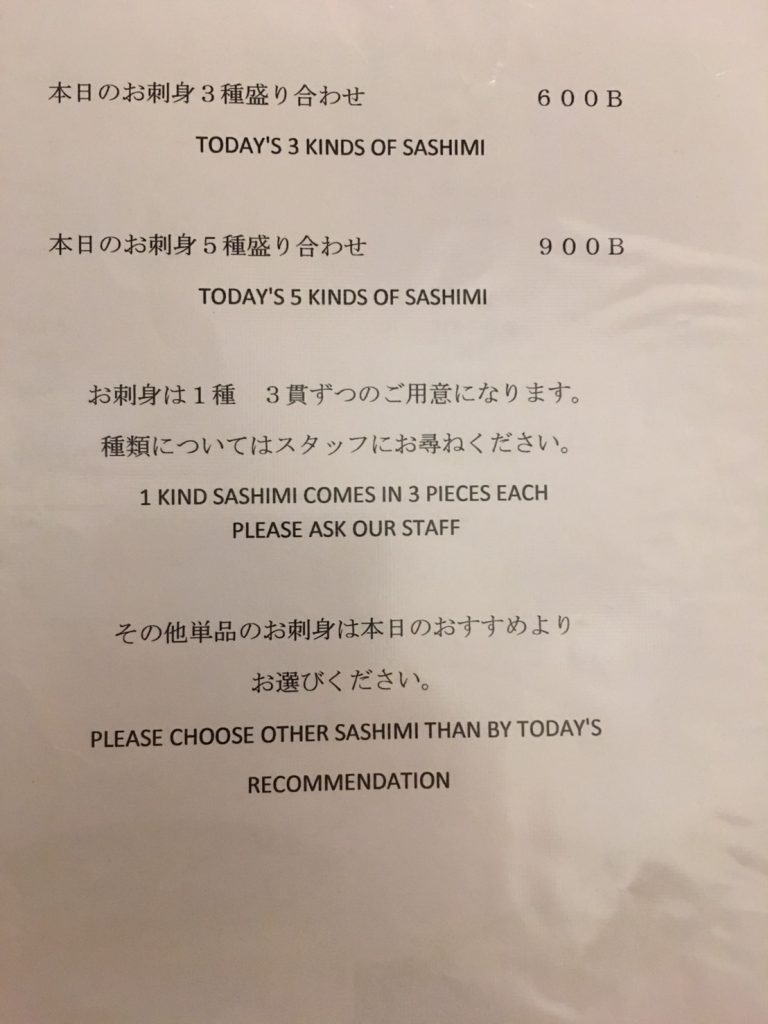 本日のお刺身３種盛り合わせ ６００Ｂ
TODAY'S 3 KINDS OF SASHIMI
本日のお刺身５種盛り合わせ ９００Ｂ
TODAY'S 5 KINDS OF SASHIMI
お刺身は１種　３貫ずつのご用意になります。
種類についてはスタッフにお尋ねください。
1 KIND SASHIMI COMES IN 3 PIECES EACH
PLEASE ASK OUR STAFF
その他単品のお刺身は本日のおすすめより
お選びください。
PLEASE CHOOSE OTHER SASHIMI THAN BY TODAY'S
RECOMMENDATION